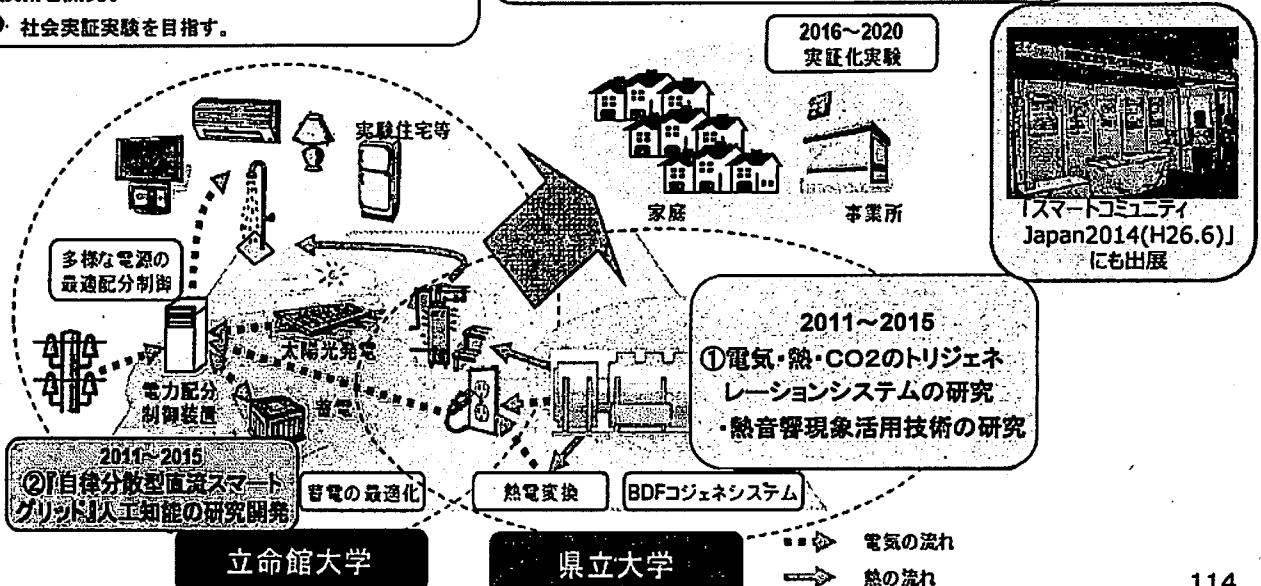 社会実証実験を目指す。
2016～2020
実証化実験
実験住宅等
家庭
事業所
『スマートコミュニティ
Japan2014(H26.6)』
にも出展
多様な電源の
最適配分制御
太陽光発電
電力配分
制御装置
蓄電
2011～2015
①電気・熱・CO2のトリジェネ
レーションシステムの研究
・熱音響現象活用技術の研究
2011～2015
②『自律分散型直流スマート
グリッド』人工知能の研究開発
蓄電の最適化
熱電変換
BDFコジェネシステム
立命館大学
県立大学
電気の流れ
熱の流れ
114